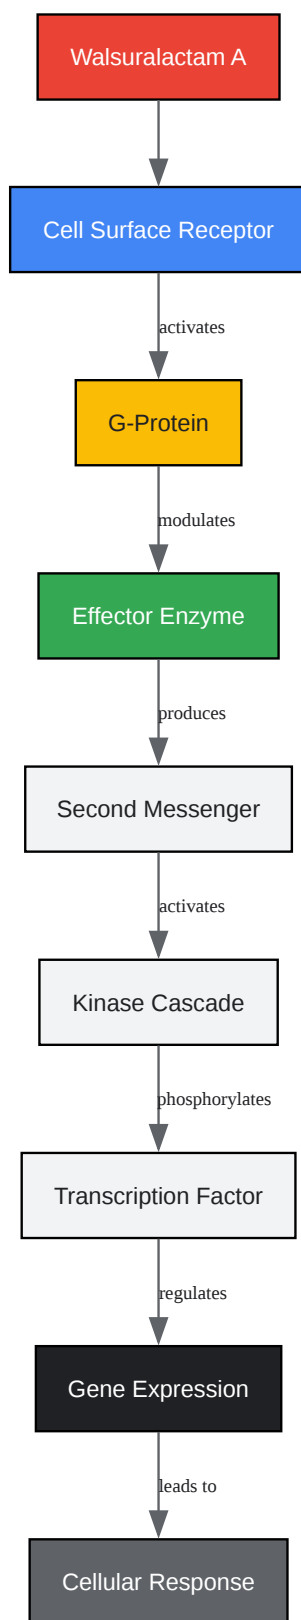 Walsuralactam A
Cell Surface Receptor
activates
G-Protein
modulates
Effector Enzyme
produces
Second Messenger
activates
Kinase Cascade
phosphorylates
Transcription Factor
regulates
Gene Expression
leads to
Cellular Response